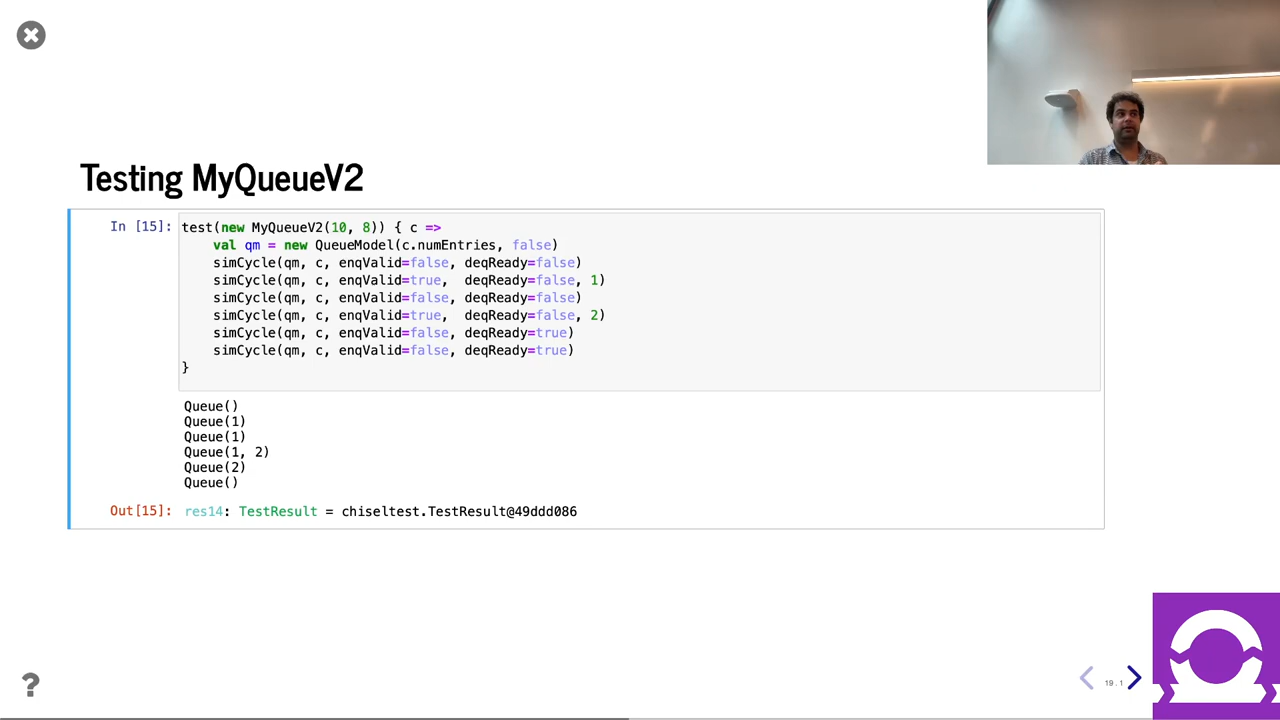 Testing MyQueueV2
In [15]: test(new MyQueueV2(10, 8)) { c =>
val qm = new QueueModel(c.numEntries, false)
simCycle(qm, c, enqValid=false, deqReady=false)
simCycle(qm, c, enqValid=true,  deqReady=false, 1)
simCycle(qm, c, enqValid=false, deqReady=false)
simCycle(qm, c, enqValid=true,  deqReady=false, 2)
simCycle(qm, c, enqValid=false, deqReady=true)
simCycle(qm, c, enqValid=false, deqReady=true)
}
Queue()
Queue(1)
Queue(1)
Queue(1, 2)
Queue(2)
Queue()
Out[15]: res14: TestResult = chiseltest.TestResult@49ddd086
?
19.1